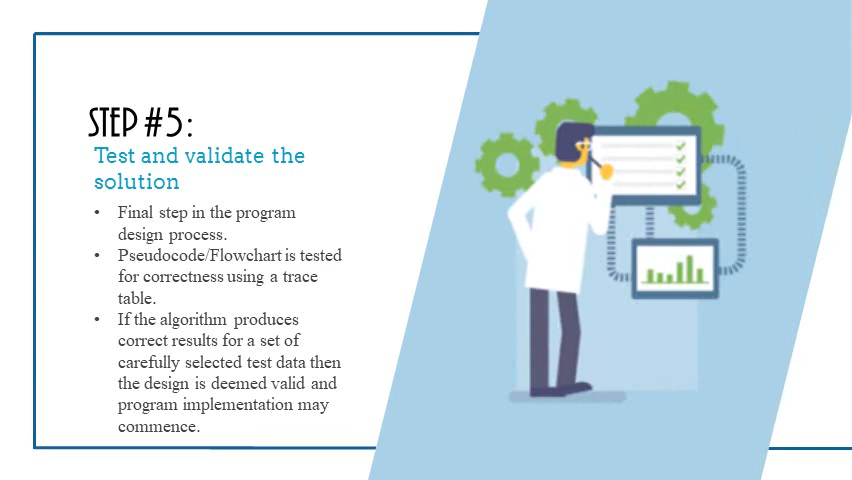 STEP #5:
Test and validate the
solution
• Final step in the program
design process.
• Pseudocode/Flowchart is tested
for correctness using a trace
table.
• If the algorithm produces
correct results for a set of
carefully selected test data then
the design is deemed valid and
program implementation may
commence.